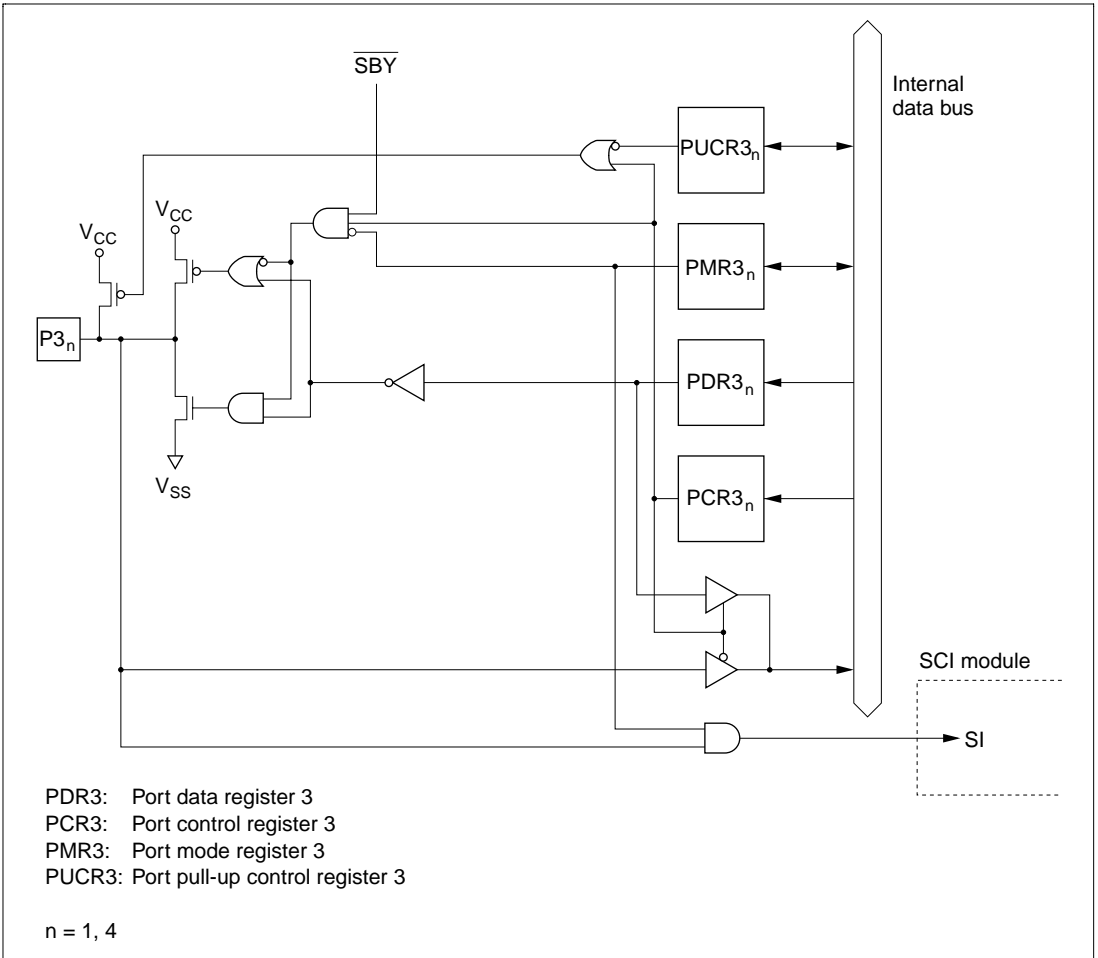 SBY
Internal
data bus
PUCR3n
VCC
VCC
PMR3n
P3n
PDR3n
VSS
PCR3n
SCI module
SI
PDR3: Port data register 3
PCR3: Port control register 3
PMR3: Port mode register 3
PUCR3: Port pull-up control register 3
n = 1, 4